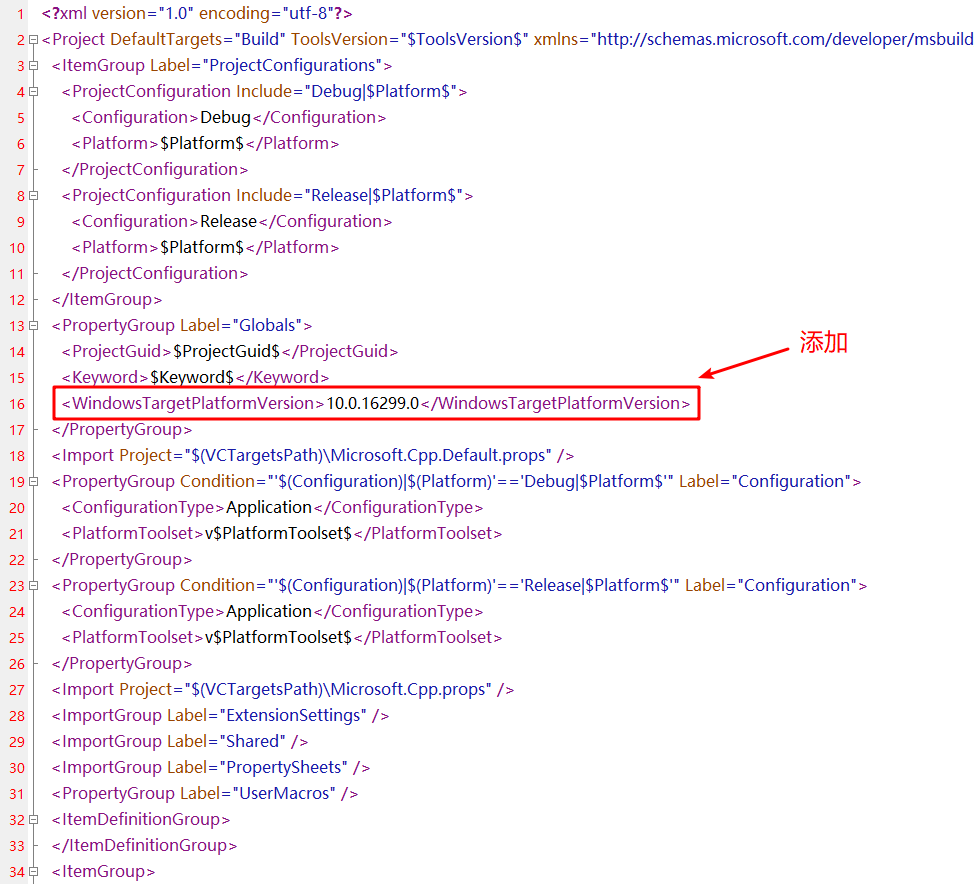 1 <?xml version="1.0" encoding="utf-8"?>
2 <Project DefaultTargets="Build" ToolsVersion="$ToolsVersion$" xmlns="http://schemas.microsoft.com/developer/msbuild
3 <ItemGroup Label="ProjectConfigurations">
4 <ProjectConfiguration Include="Debug|$Platform$">
5 <Configuration>Debug</Configuration>
6 <Platform>$Platform$</Platform>
7 </ProjectConfiguration>
8 <ProjectConfiguration Include="Release|$Platform$">
9 <Configuration>Release</Configuration>
10 <Platform>$Platform$</Platform>
11 </ProjectConfiguration>
12 </ItemGroup>
13 <PropertyGroup Label="Globals">
14 <ProjectGuid>$ProjectGuid$</ProjectGuid>
添加
15 <Keyword>$Keyword$</Keyword>
16 <WindowsTargetPlatformVersion>10.0.16299.0</WindowsTargetPlatformVersion>
17 </PropertyGroup>
18 <Import Project="$(VCTargetsPath)\Microsoft.Cpp.Default.props" />
19 <PropertyGroup Condition="'$(Configuration)|$(Platform)'=='Debug|$Platform$'" Label="Configuration">
20 <ConfigurationType>Application</ConfigurationType>
21 <PlatformToolset>v$PlatformToolset$</PlatformToolset>
22 </PropertyGroup>
23 <PropertyGroup Condition="'$(Configuration)|$(Platform)'=='Release|$Platform$'" Label="Configuration">
24 <ConfigurationType>Application</ConfigurationType>
25 <PlatformToolset>v$PlatformToolset$</PlatformToolset>
26 </PropertyGroup>
27 <Import Project="$(VCTargetsPath)\Microsoft.Cpp.props" />
28 <ImportGroup Label="ExtensionSettings" />
29 <ImportGroup Label="Shared" />
30 <ImportGroup Label="PropertySheets" />
31 <PropertyGroup Label="UserMacros" />
32 <ItemDefinitionGroup>
33 </ItemDefinitionGroup>
34 <ItemGroup>